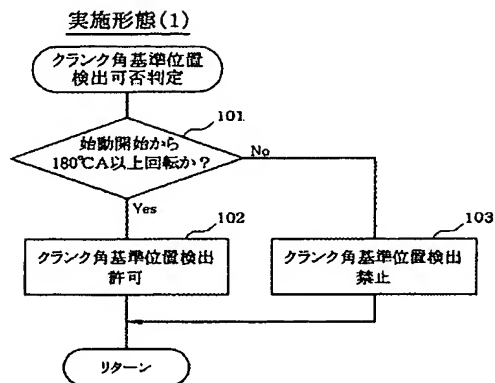 実施形態(1)
クランク角基準位置
検出可否判定
101
始動開始から
180℃A以上回転か?
No
Yes
102
クランク角基準位置検出
許可
103
クランク角基準位置検出
禁止
リターン